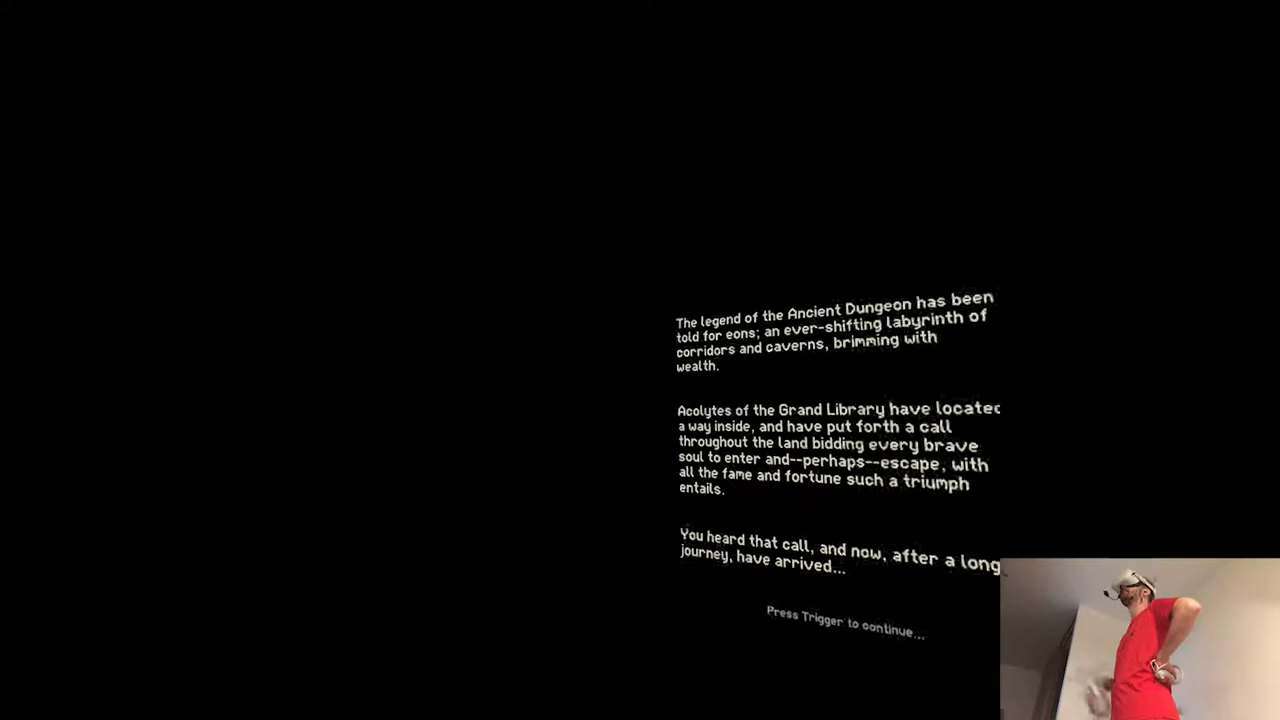 The legend of the Ancient Dungeon has been
told for eons; an ever-shifting labyrinth of
corridors and caverns, brimming with
wealth.
Acolytes of the Grand Library have located
a way inside, and have put forth a call
throughout the land bidding every brave
soul to enter and--perhaps--escape, with
all the fame and fortune such a triumph
entails.
You heard that call, and now, after a long
journey, have arrived...
Press Trigger to continue...